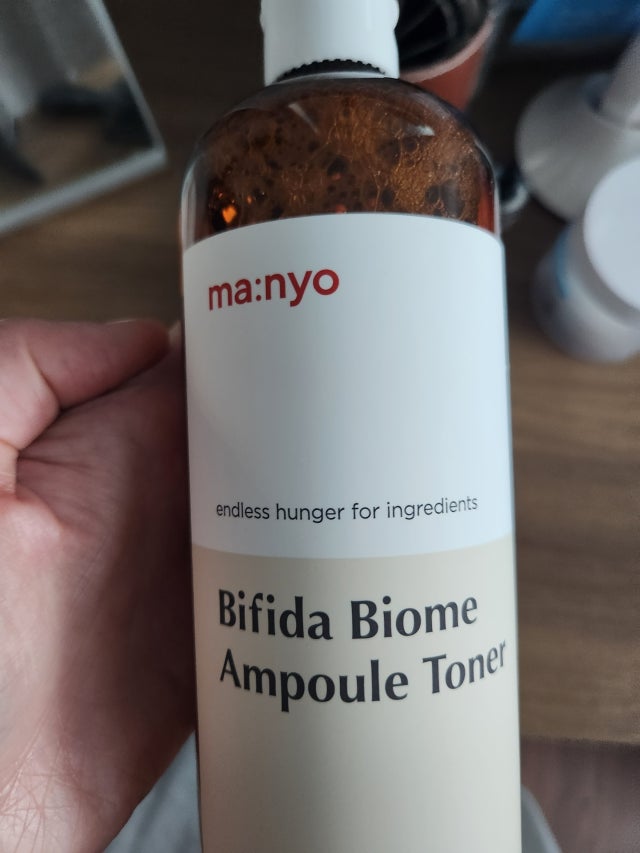 ma:nyo
endless hunger for ingredients
Bifida Biome
Ampoule Toner